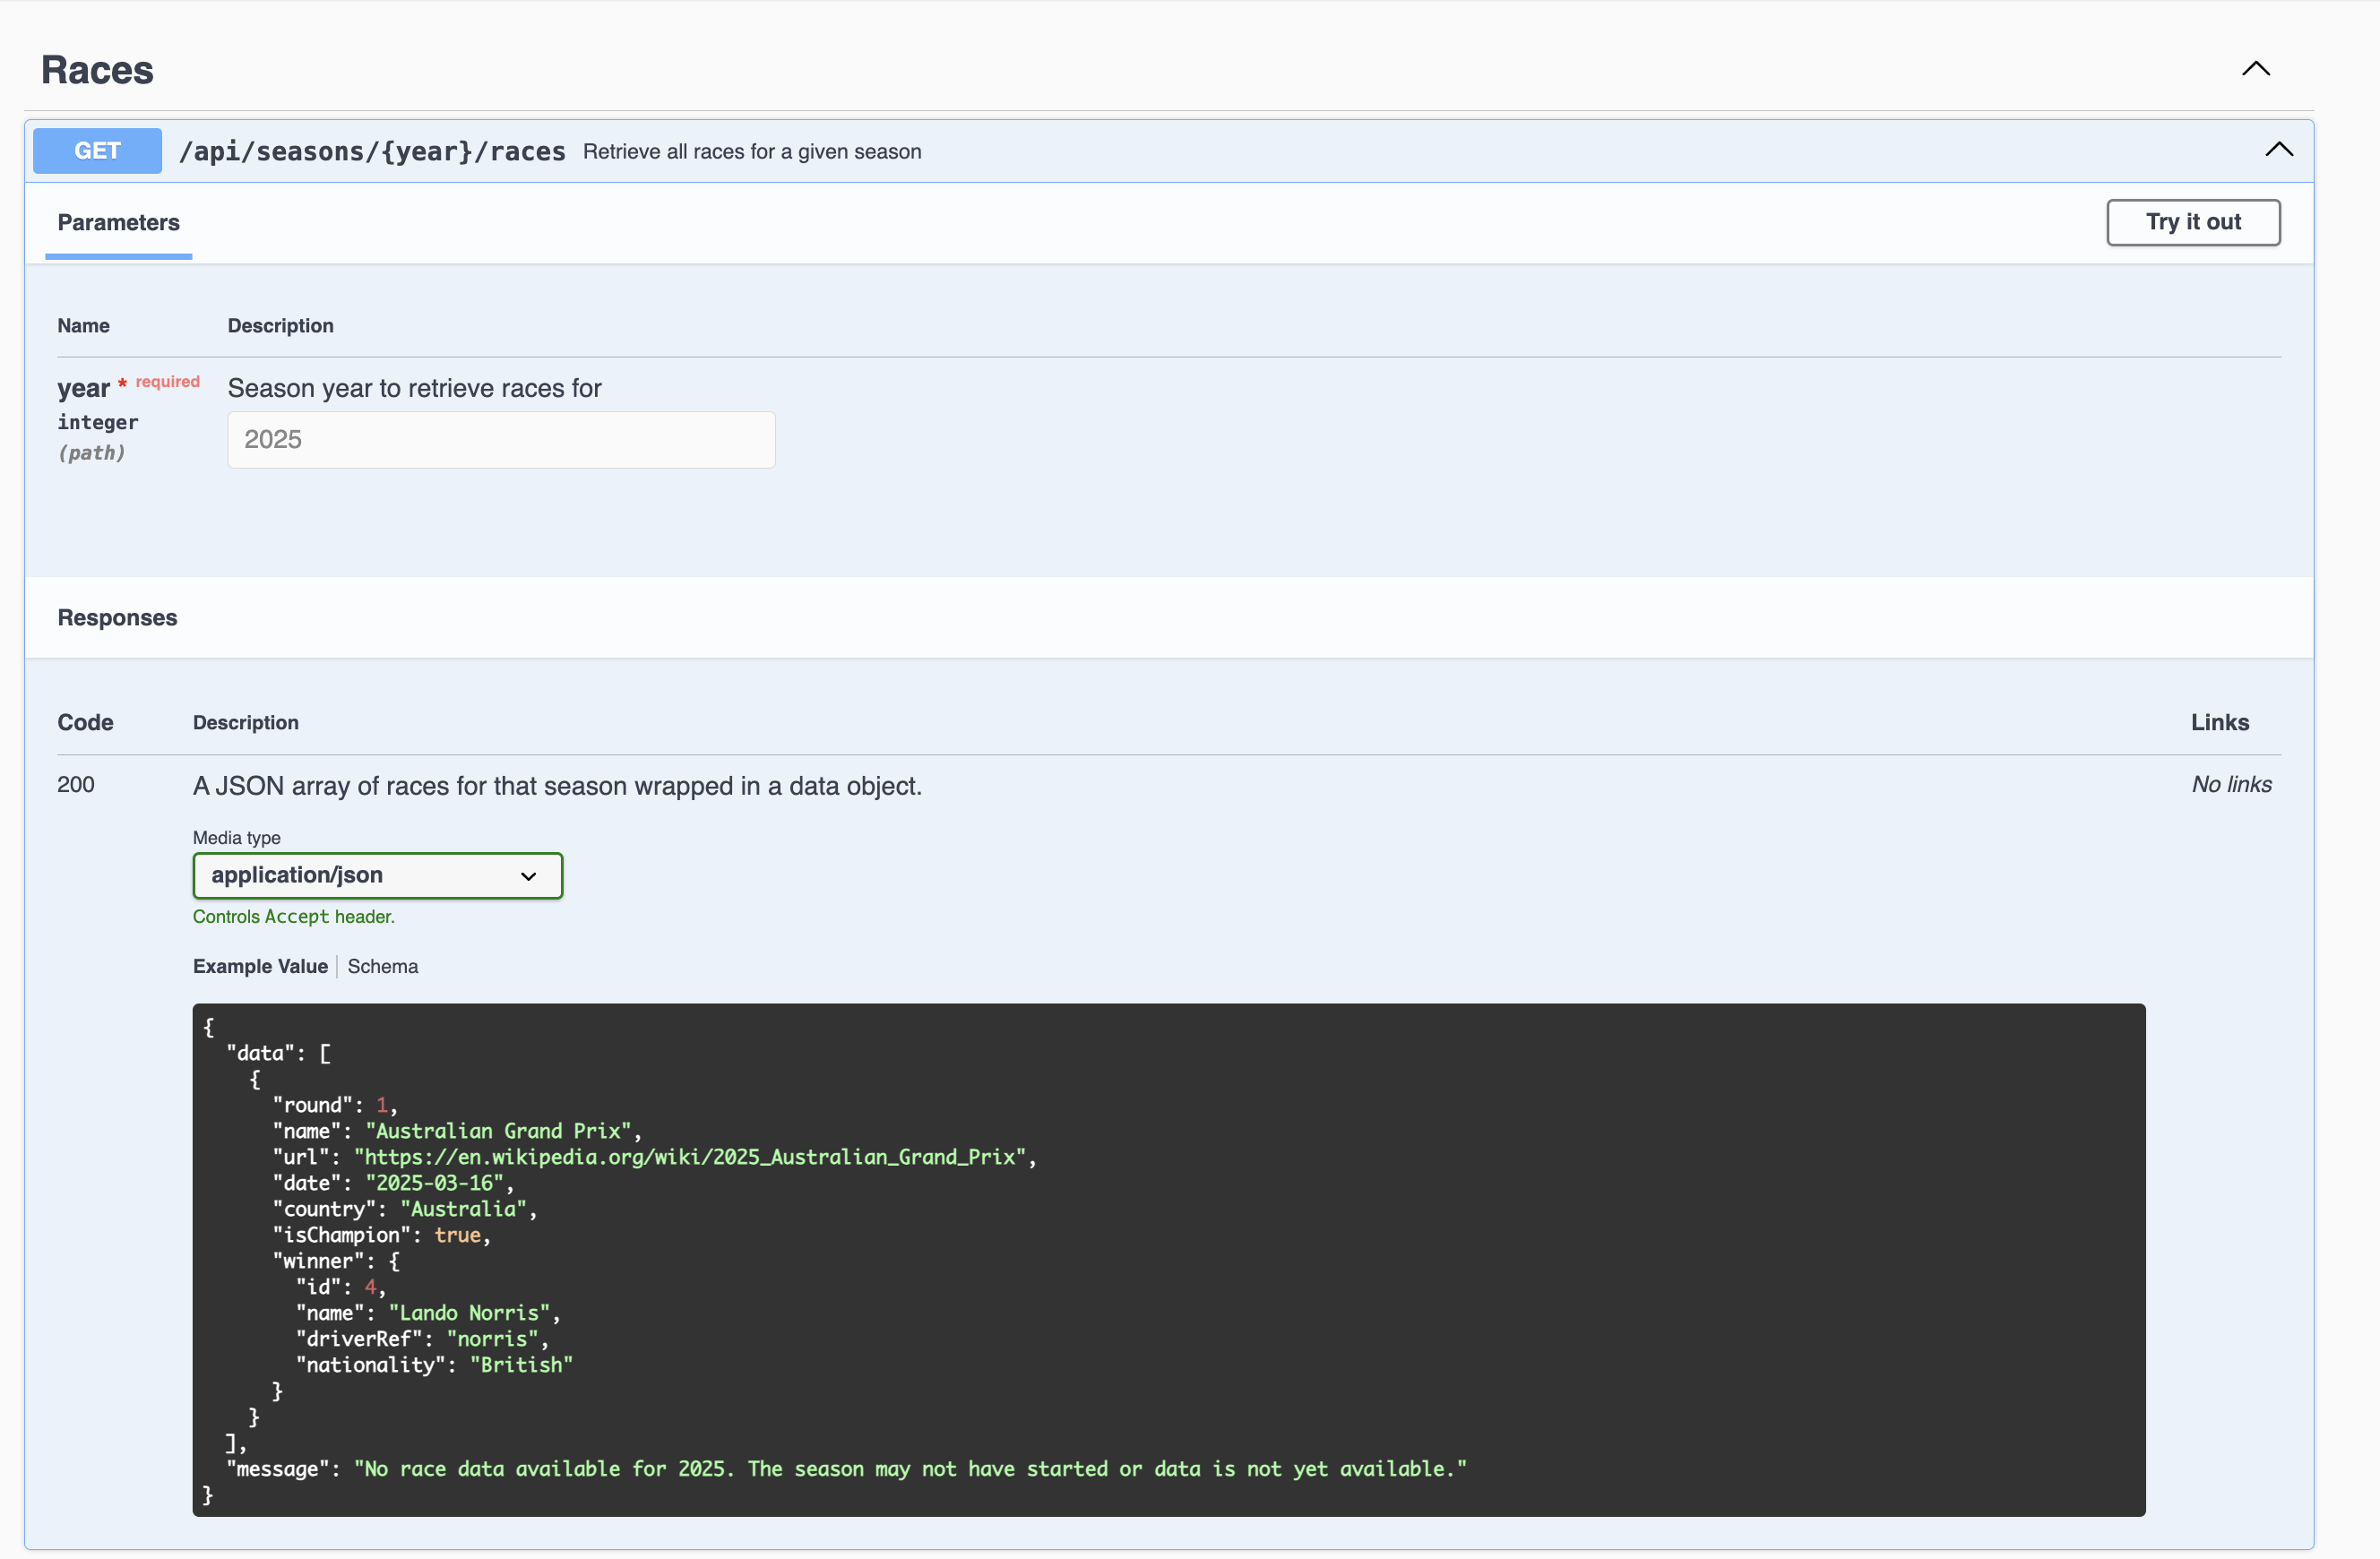 Races
GET /api/seasons/{year}/races Retrieve all races for a given season
Parameters
Try it out
Name Description
year * required Season year to retrieve races for
integer
(path)
2025
Responses
Code Description Links
200 A JSON array of races for that season wrapped in a data object. No links
Media type
application/json
Controls Accept header.
Example Value Schema
{
  "data": [
    {
      "round": 1,
      "name": "Australian Grand Prix",
      "url": "https://en.wikipedia.org/wiki/2025_Australian_Grand_Prix",
      "date": "2025-03-16",
      "country": "Australia",
      "isChampion": true,
      "winner": {
        "id": 4,
        "name": "Lando Norris",
        "driverRef": "norris",
        "nationality": "British"
      }
    }
  ],
  "message": "No race data available for 2025. The season may not have started or data is not yet available."
}